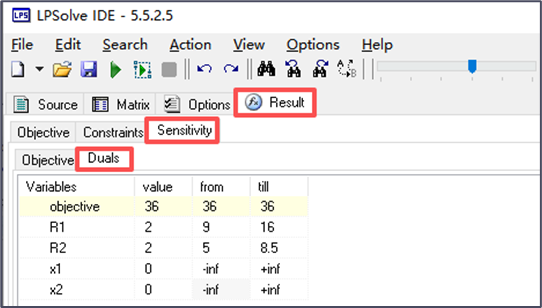 LPSolve IDE - 5.5.2.5
File Edit Search Action View Options Help
Source Matrix Options Result
Objective Constraints Sensitivity
Objective Duals
Variables value from till
objective 36 36 36
R1 2 9 16
R2 2 5 8.5
x1 0 -inf +inf
x2 0 -inf +inf